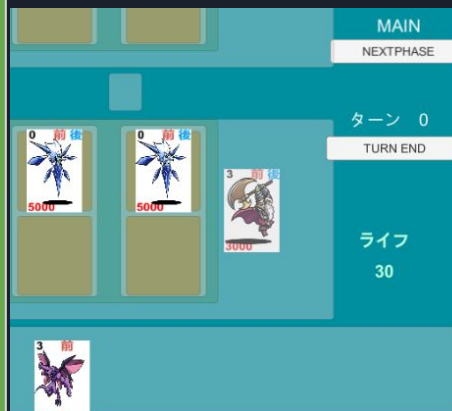 MAIN
NEXTPHASE
ターン 0
TURN END
0 前 後
5000
0 前 後
5000
3 前 後
3000
ライフ
30
3 前